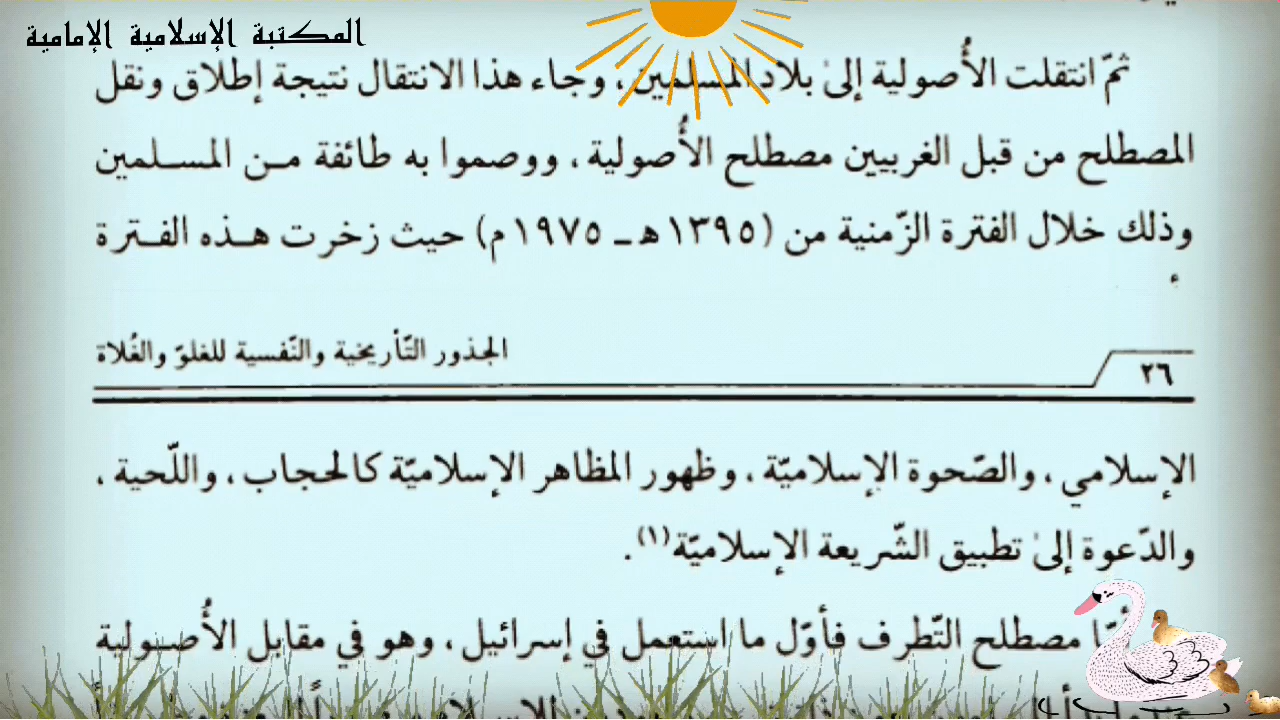 المكتبة الإسلامية الإمامية
ثمّ انتقلت الأُصولية إلىٰ بلاد المسلمين ، وجاء هذا الانتقال نتيجة إطلاق ونقل
المصطلح من قبل الغربيين مصطلح الأُصولية ، ووصموا به طائفة من المسلمين
وذلك خلال الفترة الزّمنية من (١٣٩٥ هـ ـ ١٩٧٥ م) حيث زخرت هذه الفترة
٢٦
الجذور التّأريخية والنّفسية للغلوّ والغُلاة
الإسلامي ، والصّحوة الإسلاميّة ، وظهور المظاهر الإسلاميّة كالحجاب ، واللّحية ،
والدّعوة إلىٰ تطبيق الشّريعة الإسلاميّة(١) .
أمّا مصطلح التّطرف فأوّل ما استعمل في إسرائيل ، وهو في مقابل الأُصولية